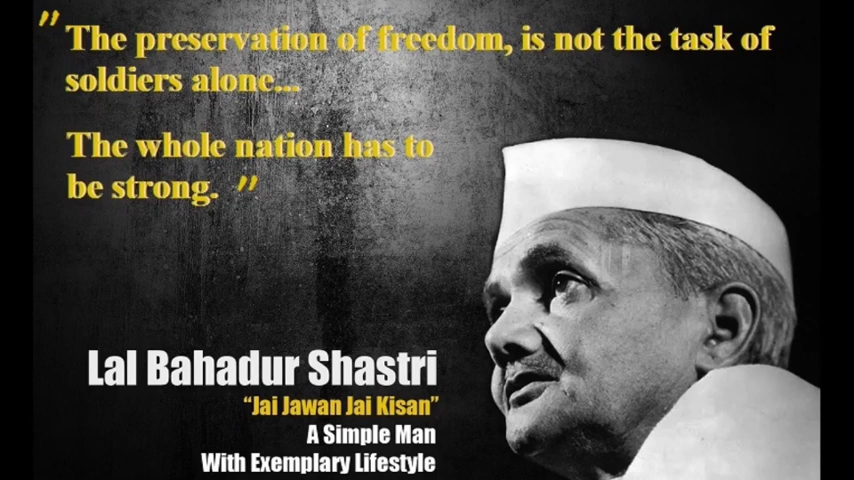 " The preservation of freedom, is not the task of
soldiers alone...
The whole nation has to
be strong. "
Lal Bahadur Shastri
“Jai Jawan Jai Kisan”
A Simple Man
With Exemplary Lifestyle